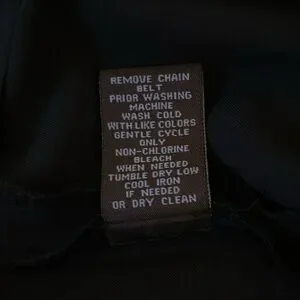 REMOVE CHAIN
BELT
PRIOR WASHING
MACHINE
WASH COLD
WITH LIKE COLORS
GENTLE CYCLE
ONLY
NON-CHLORINE
BLEACH
WHEN NEEDED
TUMBLE DRY LOW
COOL IRON
IF NEEDED
OR DRY CLEAN